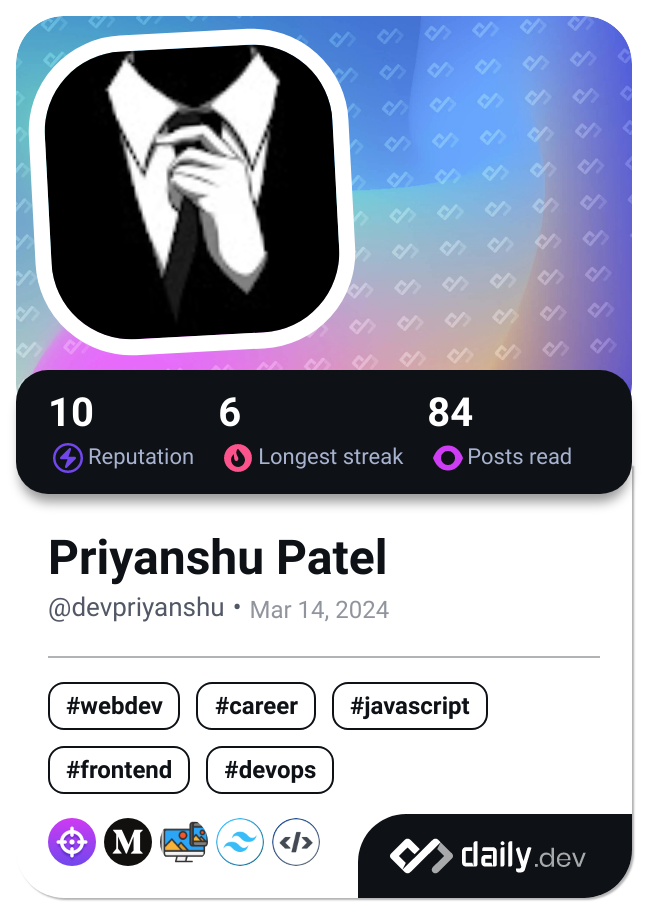 10 6 84
Reputation Longest streak Posts read
Priyanshu Patel
@devpriyanshu • Mar 14, 2024
#webdev #career #javascript
#frontend #devops
M </> daily.dev